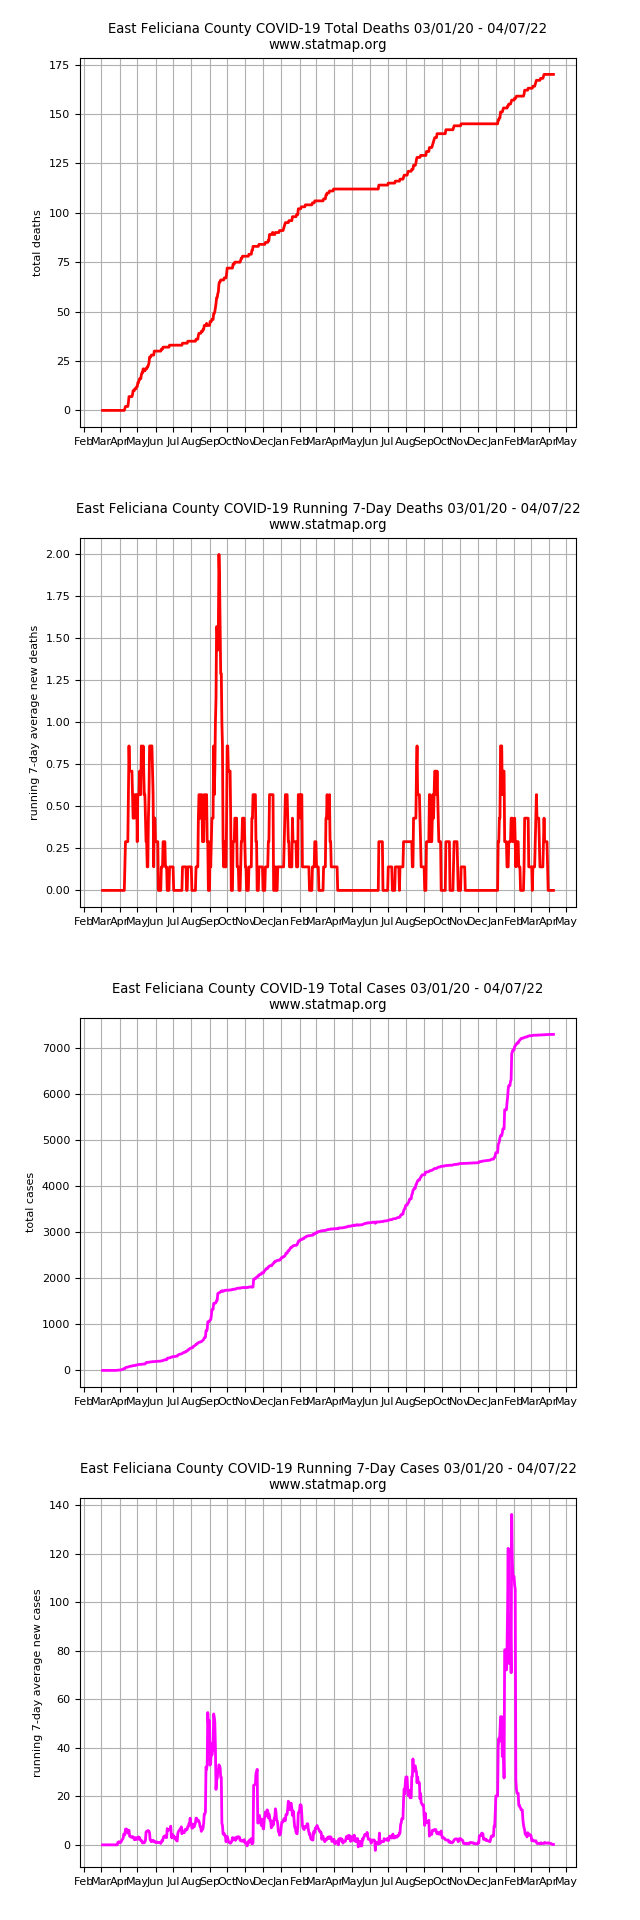 East Feliciana County COVID-19 Total Deaths 03/01/20 - 04/07/22
www.statmap.org
175
150
125
100
75
50
25
0
total deaths
Feb Mar Apr May Jun Jul Aug Sep Oct Nov Dec Jan Feb Mar Apr May Jun Jul Aug Sep Oct Nov Dec Jan Feb Mar Apr May
East Feliciana County COVID-19 Running 7-Day Deaths 03/01/20 - 04/07/22
www.statmap.org
2.00
1.75
1.50
1.25
1.00
0.75
0.50
0.25
0.00
running 7-day average new deaths
Feb Mar Apr May Jun Jul Aug Sep Oct Nov Dec Jan Feb Mar Apr May Jun Jul Aug Sep Oct Nov Dec Jan Feb Mar Apr May
East Feliciana County COVID-19 Total Cases 03/01/20 - 04/07/22
www.statmap.org
7000
6000
5000
4000
3000
2000
1000
0
total cases
Feb Mar Apr May Jun Jul Aug Sep Oct Nov Dec Jan Feb Mar Apr May Jun Jul Aug Sep Oct Nov Dec Jan Feb Mar Apr May
East Feliciana County COVID-19 Running 7-Day Cases 03/01/20 - 04/07/22
www.statmap.org
140
120
100
80
60
40
20
0
running 7-day average new cases
Feb Mar Apr May Jun Jul Aug Sep Oct Nov Dec Jan Feb Mar Apr May Jun Jul Aug Sep Oct Nov Dec Jan Feb Mar Apr May